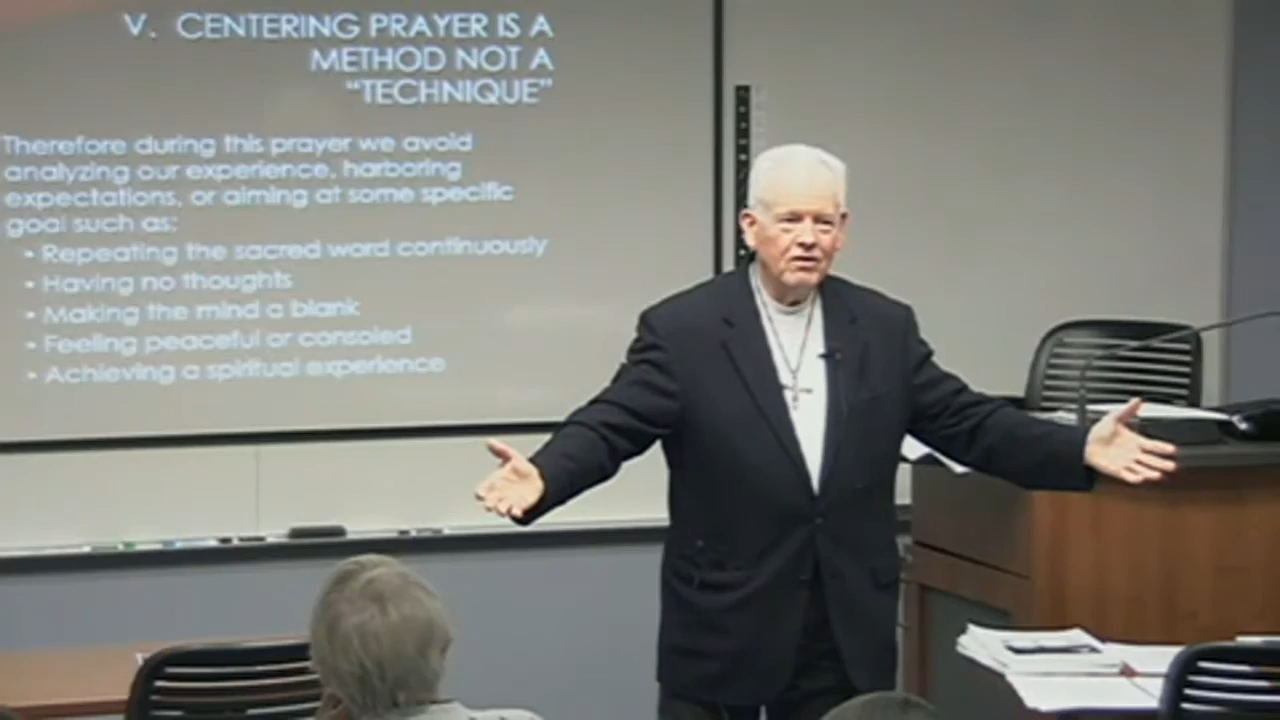 V. CENTERING PRAYER IS A
METHOD NOT A
“TECHNIQUE”
Therefore during this prayer we avoid
analyzing our experience, harboring
expectations, or aiming at some specific
goal such as:
• Repeating the sacred word continuously
• Having no thoughts
• Making the mind a blank
• Feeling peaceful or consoled
• Achieving a spiritual experience